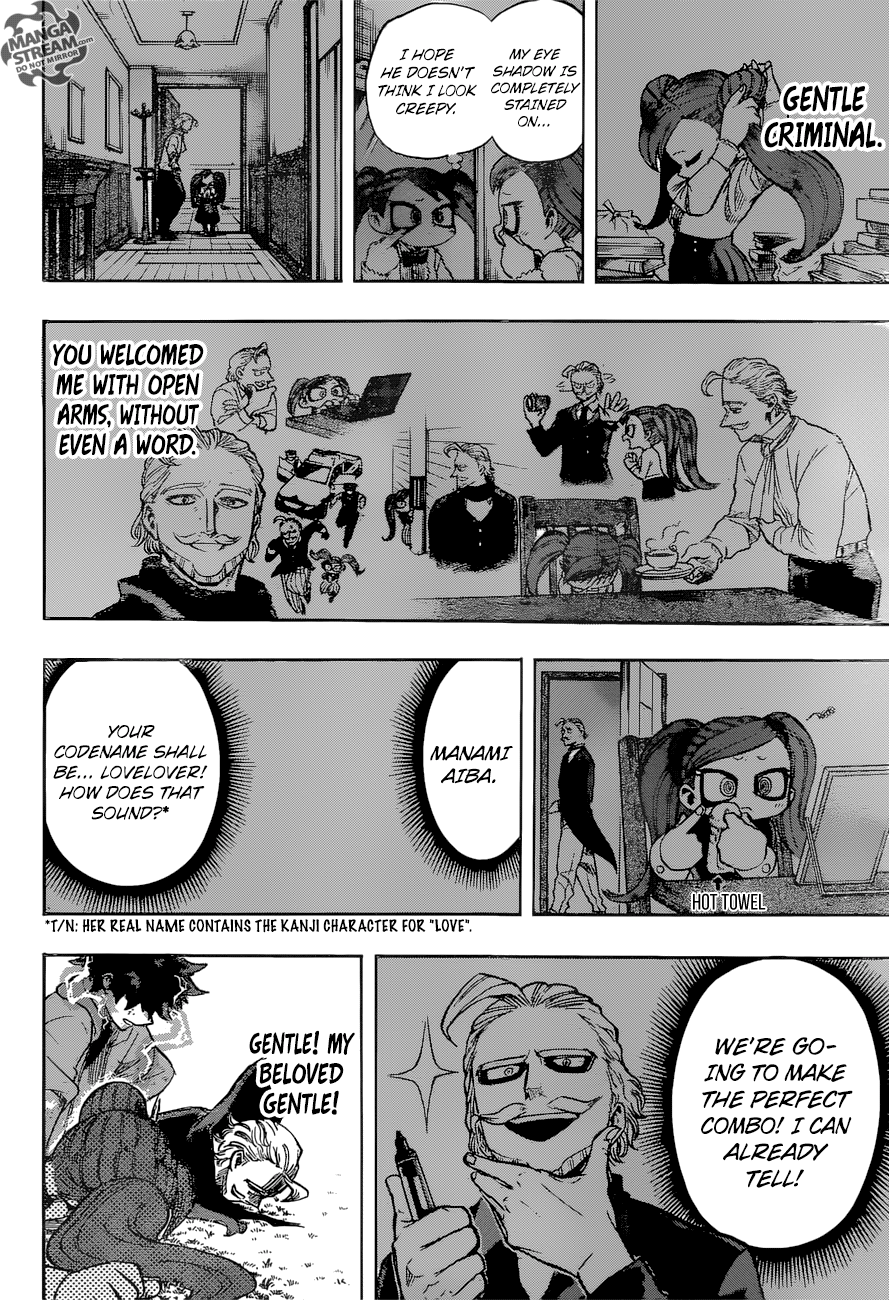 GENTLE
CRIMINAL.
MY EYE
SHADOW IS
COMPLETELY
STAINED
ON...
I HOPE
HE DOESN'T
THINK I LOOK
CREEPY.
MANGA
STREAM.com
DO NOT MIRROR
YOU WELCOMED
ME WITH OPEN
ARMS, WITHOUT
EVEN A WORD.
HOT TOWEL
MANAMI
AIBA.
YOUR
CODENAME SHALL
BE... LOVELOVER!
HOW DOES THAT
SOUND?*
*T/N: HER REAL NAME CONTAINS THE KANJI CHARACTER FOR "LOVE".
WE'RE GO-
ING TO MAKE
THE PERFECT
COMBO! I CAN
ALREADY
TELL!
GENTLE! MY
BELOVED
GENTLE!